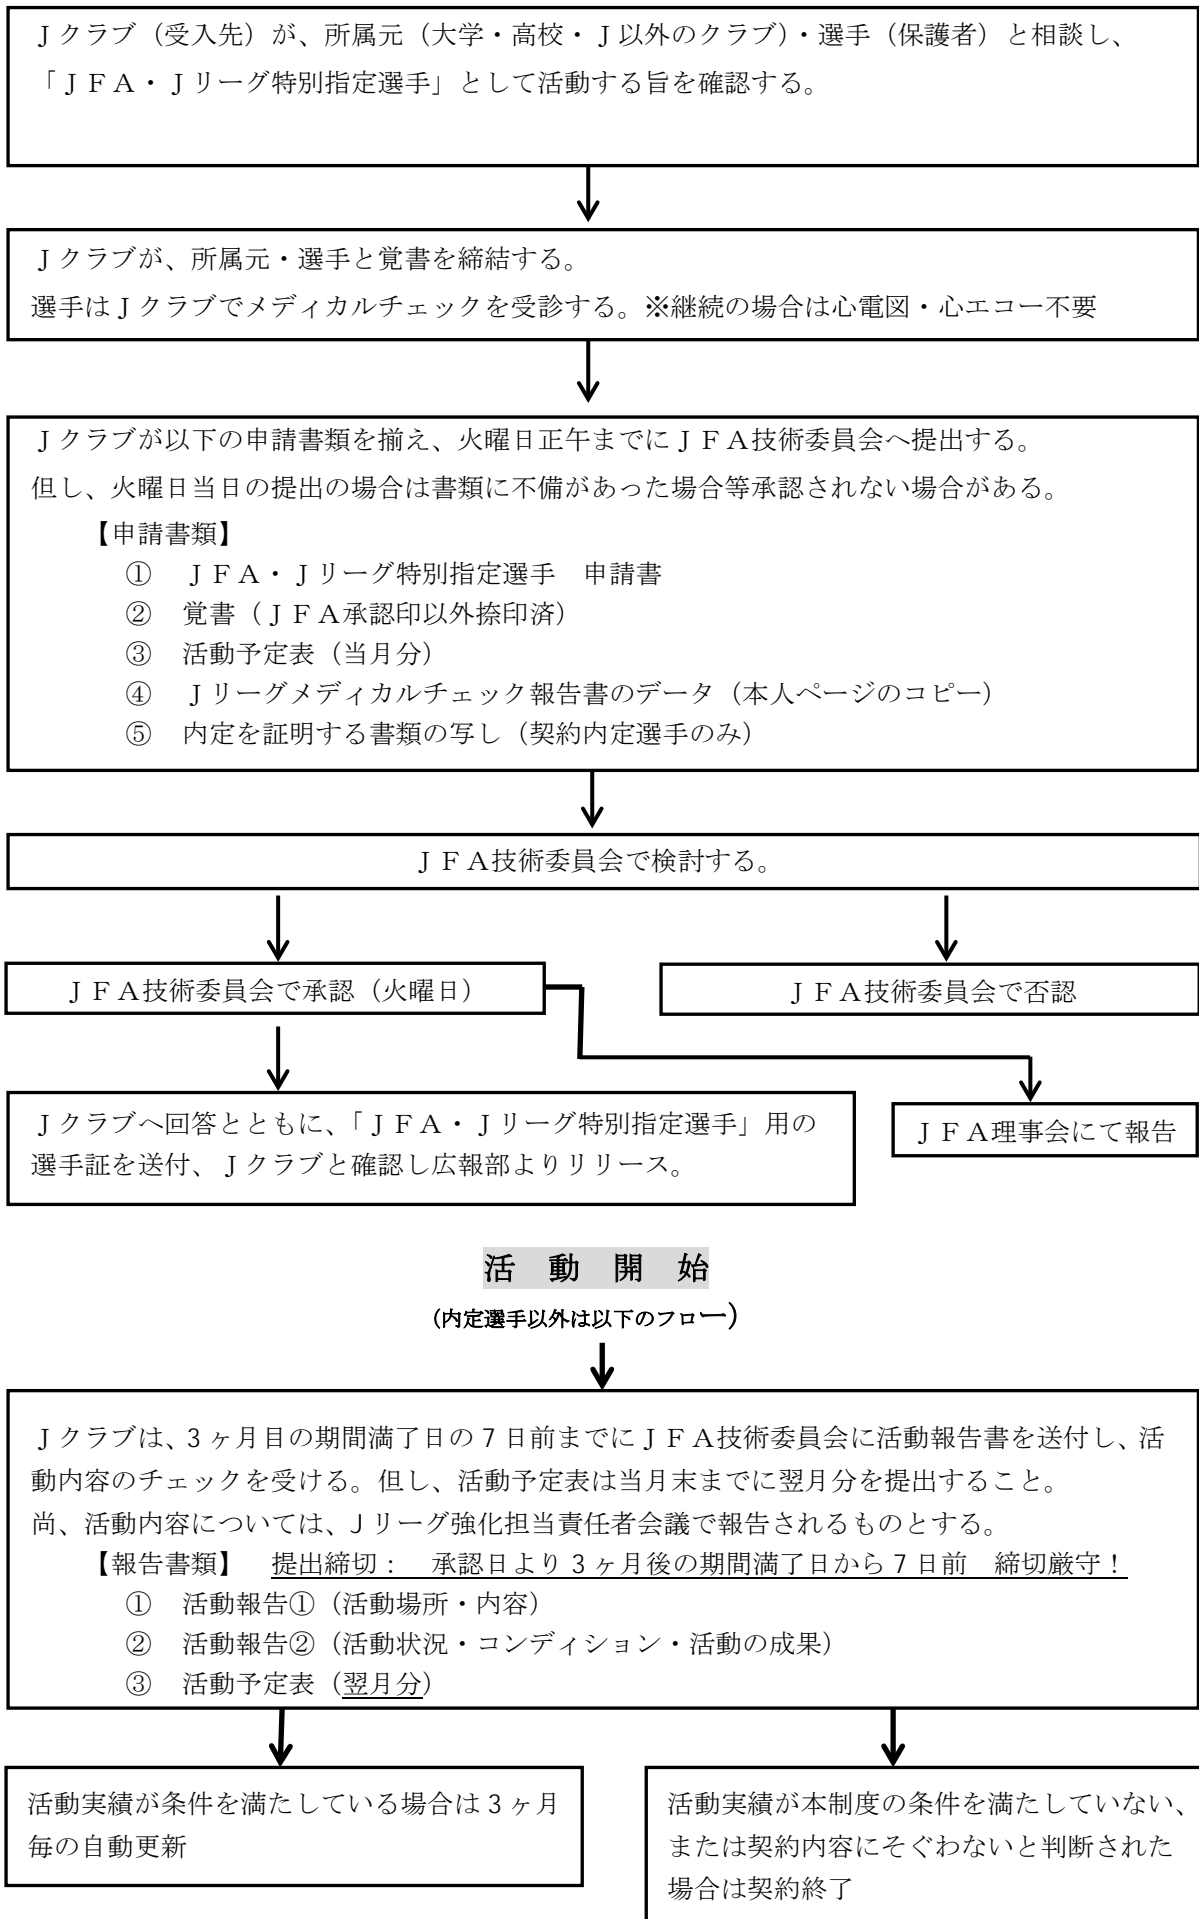 Ｊクラブ（受入先）が、所属元（大学・高校・Ｊ以外のクラブ）・選手（保護者）と相談し、
「ＪＦＡ・Ｊリーグ特別指定選手」として活動する旨を確認する。
Ｊクラブが、所属元・選手と覚書を締結する。
選手はＪクラブでメディカルチェックを受診する。※継続の場合は心電図・心エコー不要
Ｊクラブが以下の申請書類を揃え、火曜日正午までにＪＦＡ技術委員会へ提出する。
但し、火曜日当日の提出の場合は書類に不備があった場合等承認されない場合がある。
【申請書類】
①　ＪＦＡ・Ｊリーグ特別指定選手　申請書
②　覚書（ＪＦＡ承認印以外捺印済）
③　活動予定表（当月分）
④　Ｊリーグメディカルチェック報告書のデータ（本人ページのコピー）
⑤　内定を証明する書類の写し（契約内定選手のみ）
ＪＦＡ技術委員会で検討する。
ＪＦＡ技術委員会で承認（火曜日）
ＪＦＡ技術委員会で否認
Ｊクラブへ回答とともに、「ＪＦＡ・Ｊリーグ特別指定選手」用の
選手証を送付、Ｊクラブと確認し広報部よりリリース。
ＪＦＡ理事会にて報告
活　動　開　始
(内定選手以外は以下のフロー)
Ｊクラブは、3 ヶ月目の期間満了日の 7 日前までにＪＦＡ技術委員会に活動報告書を送付し、活
動内容のチェックを受ける。但し、活動予定表は当月末までに翌月分を提出すること。
尚、活動内容については、Jリーグ強化担当責任者会議で報告されるものとする。
【報告書類】　提出締切：　承認日より 3 ヶ月後の期間満了日から 7 日前　締切厳守！
①　活動報告①（活動場所・内容）
②　活動報告②（活動状況・コンディション・活動の成果）
③　活動予定表（翌月分）
活動実績が条件を満たしている場合は 3 ヶ月
毎の自動更新
活動実績が本制度の条件を満たしていない、
または契約内容にそぐわないと判断された
場合は契約終了